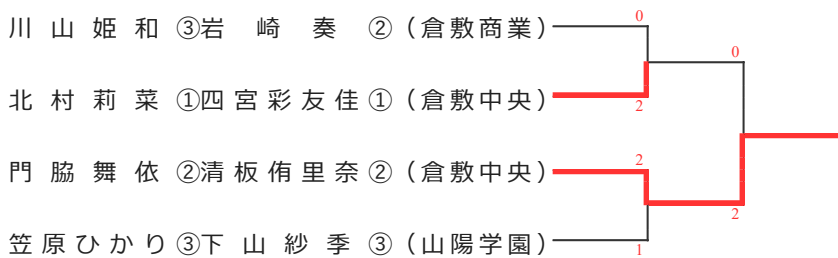 川山姫和③岩崎奏②(倉敷商業)
0
0
北村莉菜①四宮彩友佳①(倉敷中央)
2
門脇舞依②清板侑里奈②(倉敷中央)
2
2
笠原ひかり③下山紗季③(山陽学園)
1